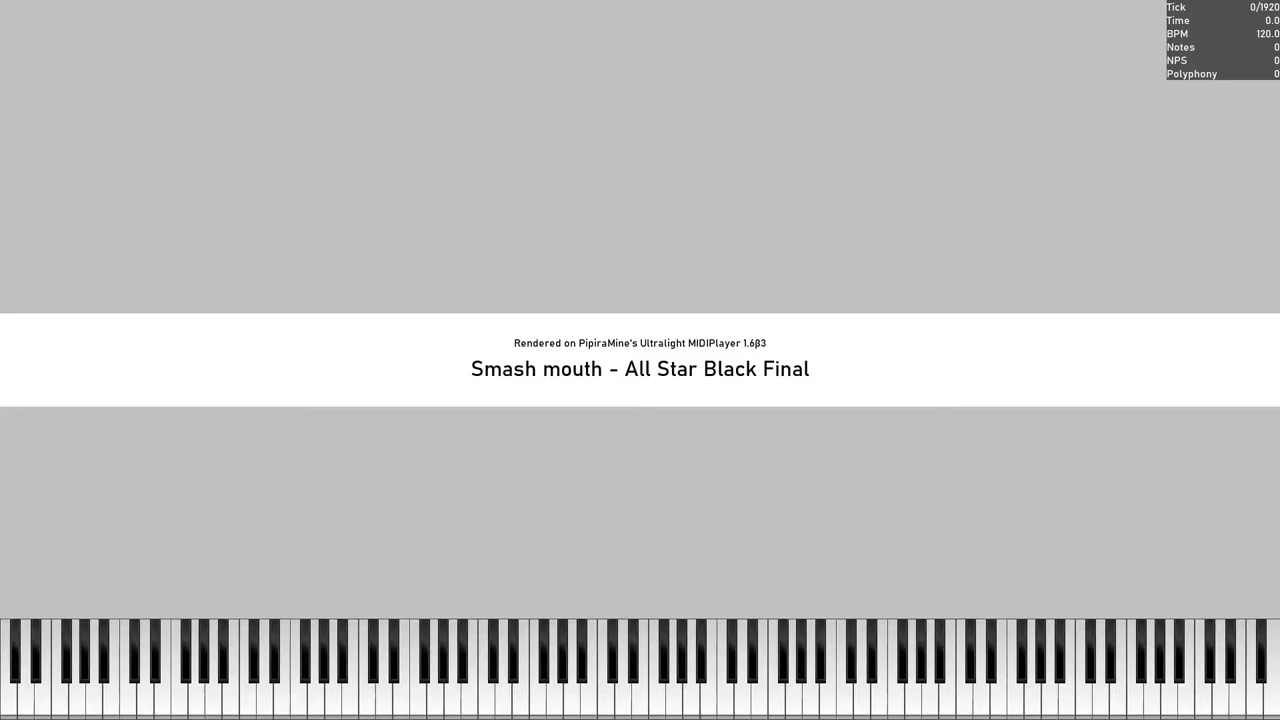 Tick 0/1920
Time 0.0
BPM 120.0
Notes 0
NPS 0
Polyphony 0
Rendered on PipiraMine's Ultralight MIDIPlayer 1.6β3
Smash mouth - All Star Black Final